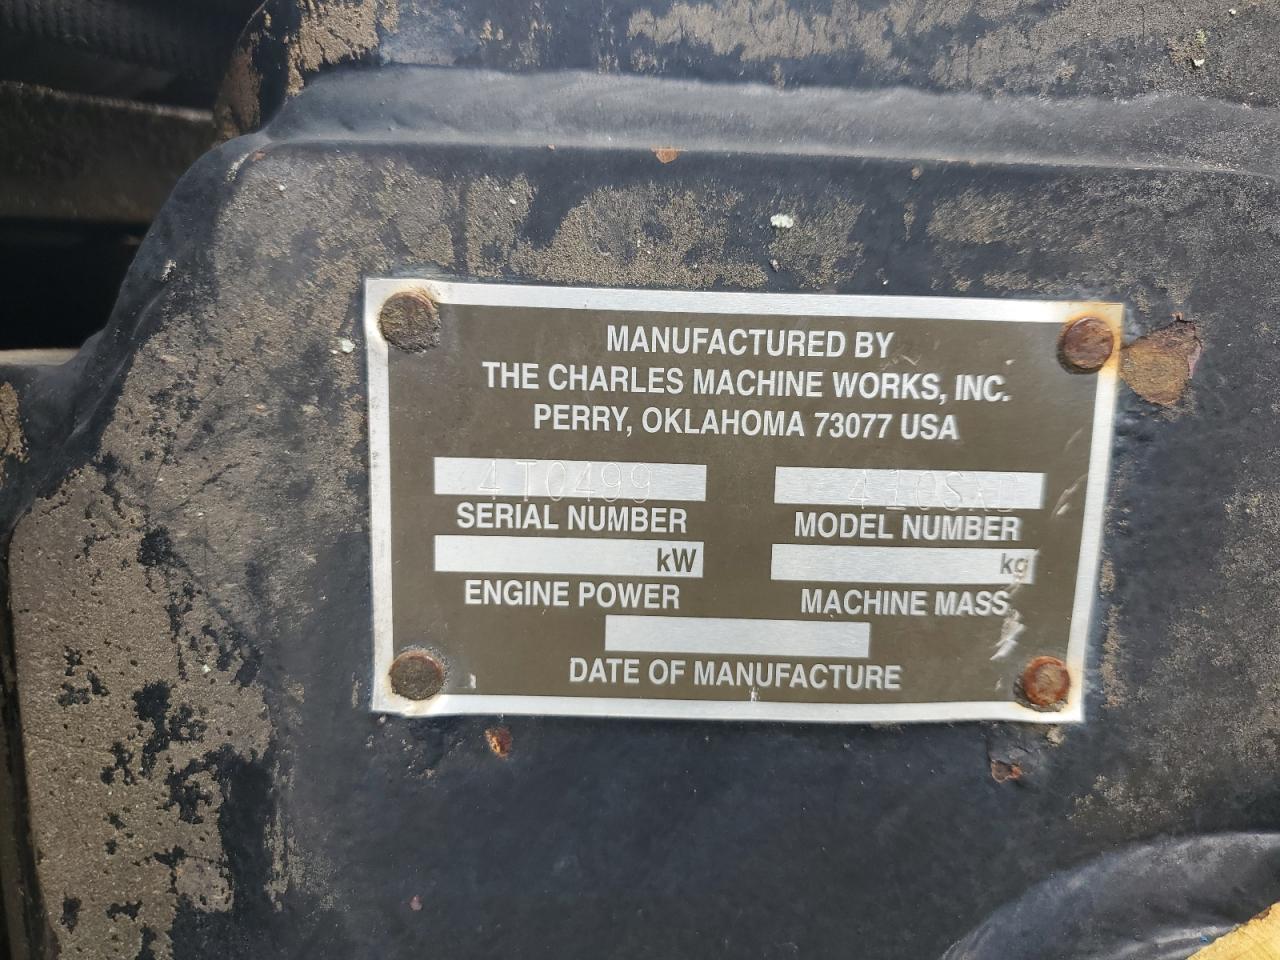 MANUFACTURED BY
THE CHARLES MACHINE WORKS, INC.
PERRY, OKLAHOMA 73077 USA
4T0499 410SXD
SERIAL NUMBER MODEL NUMBER
kW kg
ENGINE POWER MACHINE MASS
DATE OF MANUFACTURE